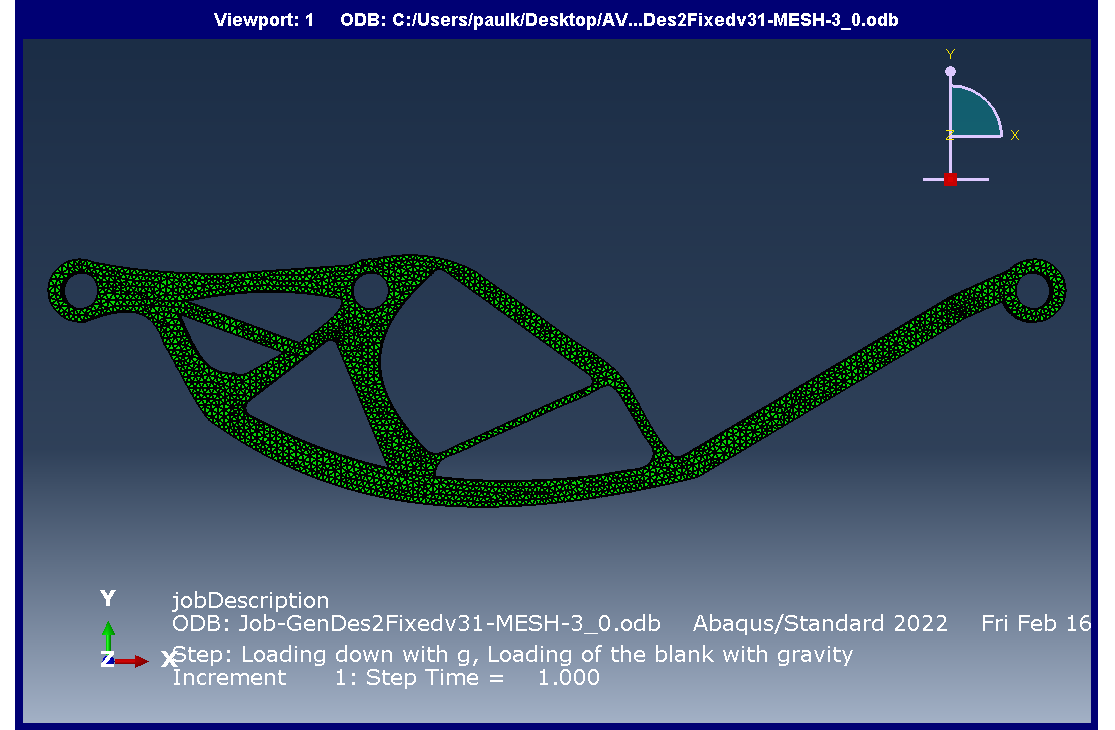 Viewport: 1 ODB: C:/Users/paulk/Desktop/AV...Des2Fixedv31-MESH-3_0.odb
Y
Z X
Y
jobDescription
ODB: Job-GenDes2Fixedv31-MESH-3_0.odb Abaqus/Standard 2022 Fri Feb 16
Z X Step: Loading down with g, Loading of the blank with gravity
Increment 1: Step Time = 1.000